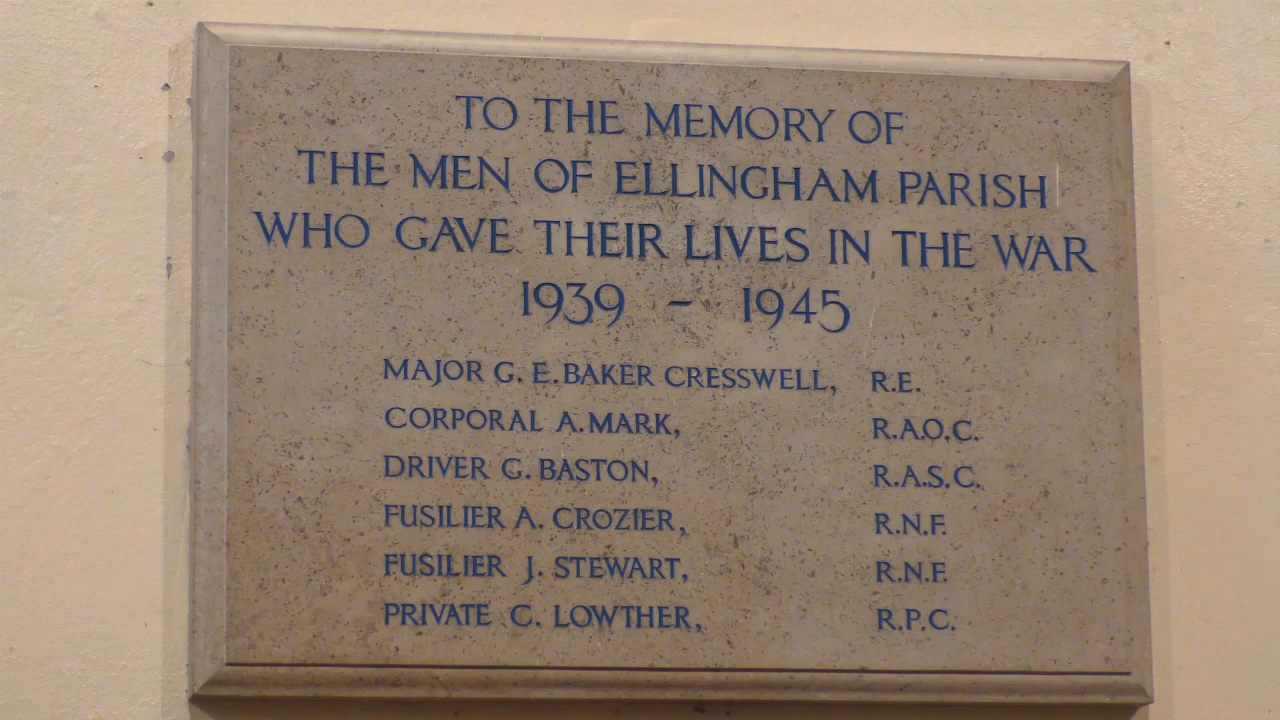 TO THE MEMORY OF
THE MEN OF ELLINGHAM PARISH
WHO GAVE THEIR LIVES IN THE WAR
1939 - 1945
MAJOR G. E. BAKER CRESSWELL, R.E.
CORPORAL A. MARK, R.A.O.C.
DRIVER G. BASTON, R.A.S.C.
FUSILIER A. CROZIER, R.N.F.
FUSILIER J. STEWART, R.N.F.
PRIVATE C. LOWTHER, R.P.C.